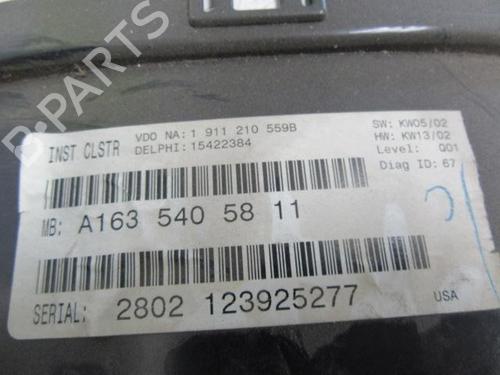 INST CLSTR
VDO NA: 1 911 210 559B
DELPHI: 15422384
SW: KW05/02
HW: KW13/02
Level: 001
Diag ID: 67
MB: A163 540 58 11
SERIAL: 2802 123925277
USA
B-PARTS